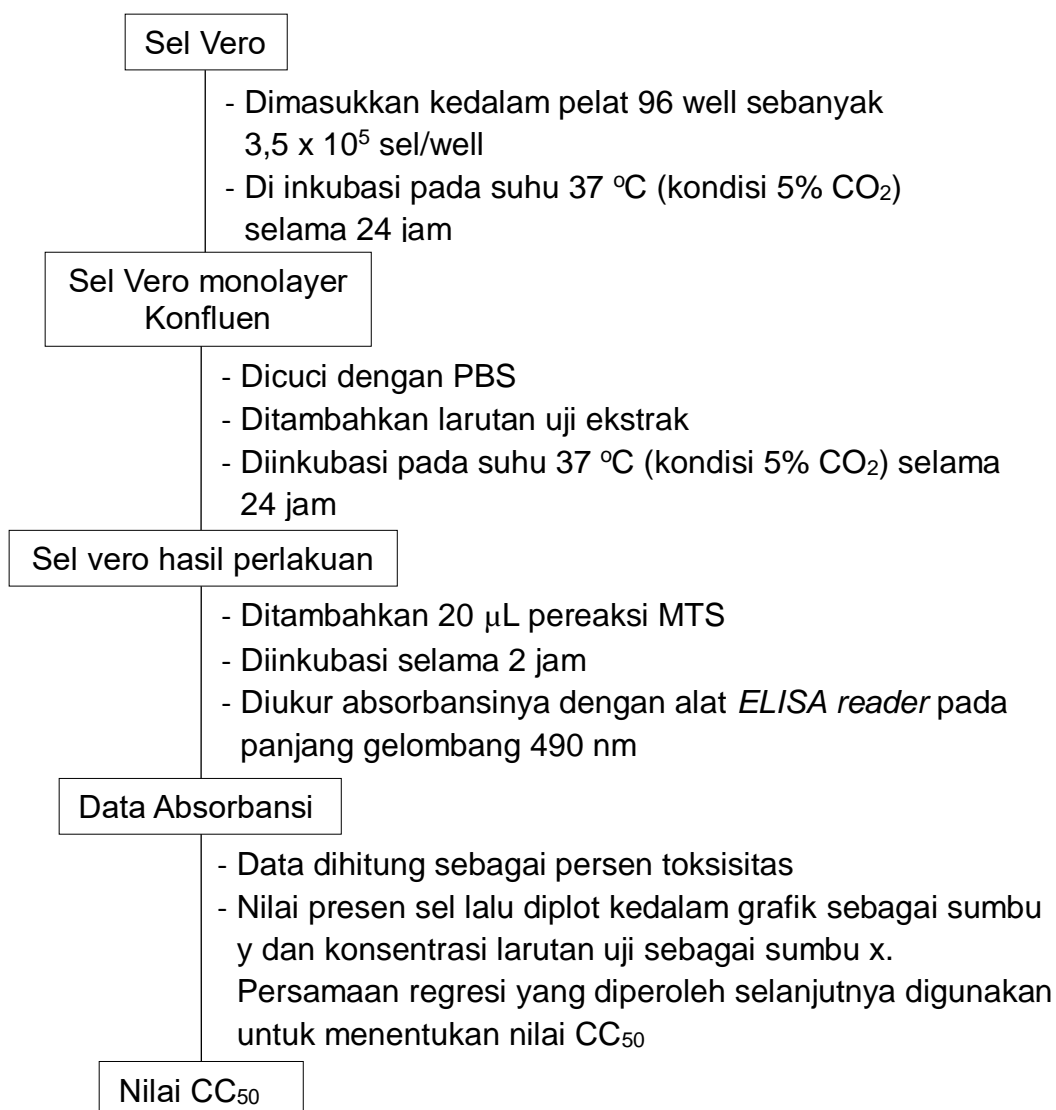 Sel Vero
- Dimasukkan kedalam pelat 96 well sebanyak
3,5 x 10⁵ sel/well
- Di inkubasi pada suhu 37 ºC (kondisi 5% CO₂)
selama 24 jam
Sel Vero monolayer
Konfluen
- Dicuci dengan PBS
- Ditambahkan larutan uji ekstrak
- Diinkubasi pada suhu 37 ºC (kondisi 5% CO₂) selama
24 jam
Sel vero hasil perlakuan
- Ditambahkan 20 μL pereaksi MTS
- Diinkubasi selama 2 jam
- Diukur absorbansinya dengan alat ELISA reader pada
panjang gelombang 490 nm
Data Absorbansi
- Data dihitung sebagai persen toksisitas
- Nilai presen sel lalu diplot kedalam grafik sebagai sumbu
y dan konsentrasi larutan uji sebagai sumbu x.
Persamaan regresi yang diperoleh selanjutnya digunakan
untuk menentukan nilai CC₅₀
Nilai CC₅₀